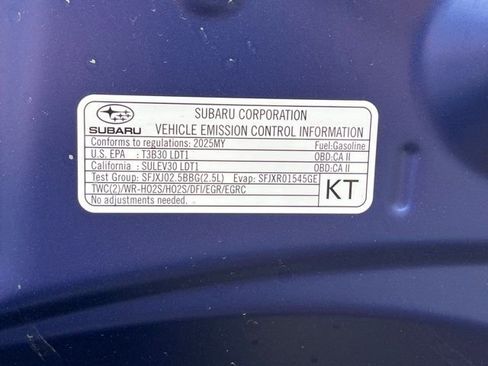 SUBARU CORPORATION
SUBARU VEHICLE EMISSION CONTROL INFORMATION
Conforms to regulations: 2025MY Fuel:Gasoline
U.S. EPA : T3B30 LDT1 OBD:CA II
California : SULEV30 LDT1 OBD:CA II
Test Group: SFJXJ02.5BBG(2.5L) Evap: SFJXR01545GE
TWC(2)/WR-HO2S/HO2S/DFI/EGR/EGRC
No adjustments needed.
KT